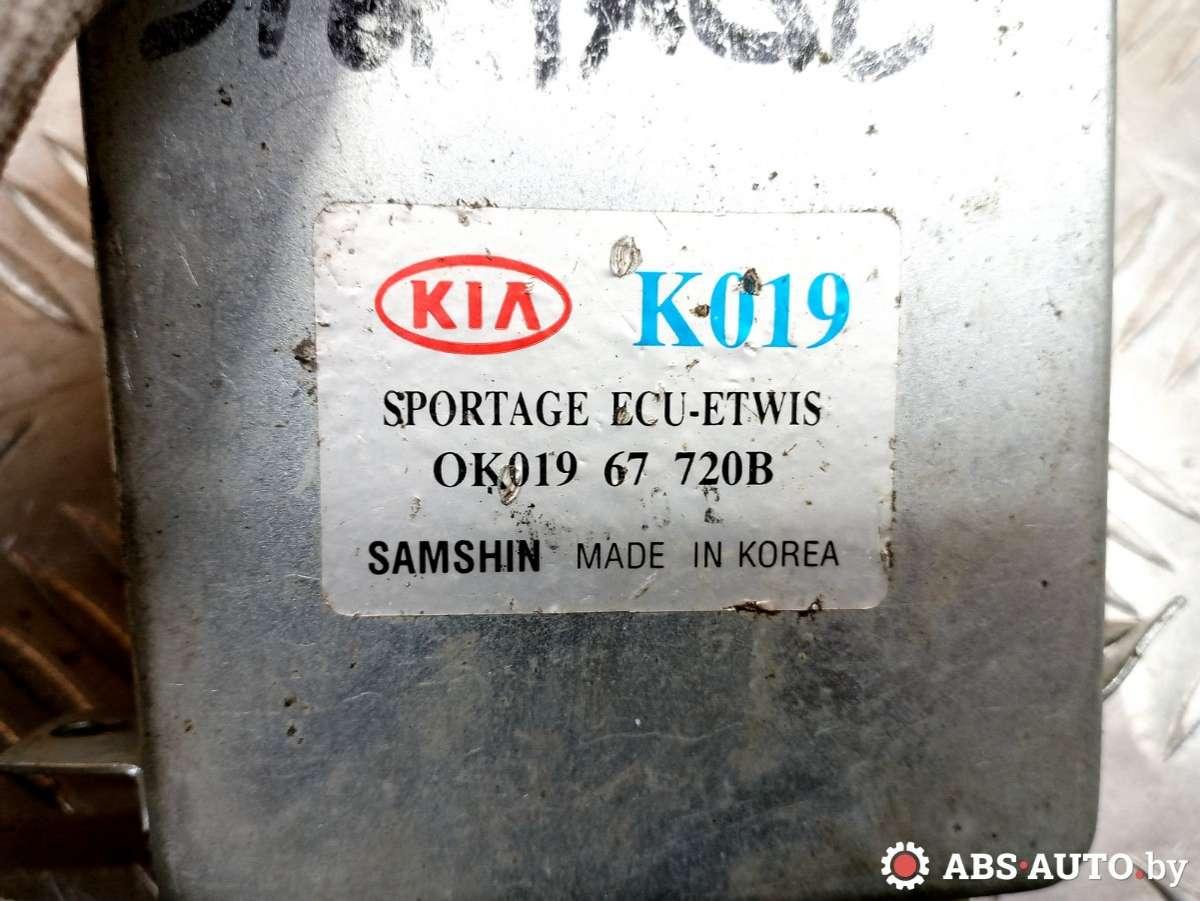 KIA K019
SPORTAGE ECU-ETWIS
OK019 67 720B
SAMSHIN MADE IN KOREA
ABS·AUTO.by